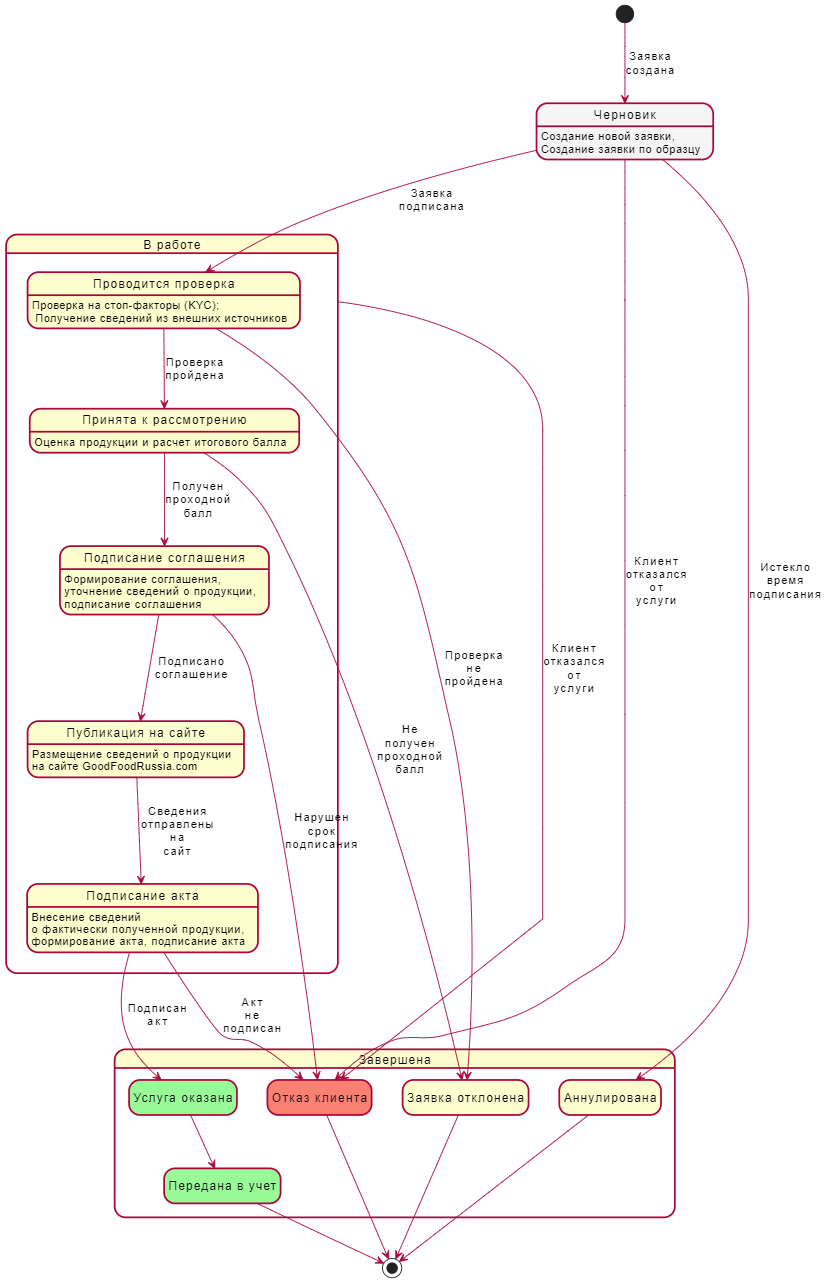 Заявка
создана
Черновик
Создание новой заявки,
Создание заявки по образцу
Заявка
подписана
В работе
Проводится проверка
Проверка на стоп-факторы (KYC);
Получение сведений из внешних источников
Проверка
пройдена
Принята к рассмотрению
Оценка продукции и расчет итогового балла
Получен
проходной
балл
Подписание соглашения
Формирование соглашения,
уточнение сведений о продукции,
подписание соглашения
Клиент
отказался
от
услуги
Истекло
время
подписания
Подписано
соглашение
Проверка
не
пройдена
Клиент
отказался
от
услуги
Публикация на сайте
Размещение сведений о продукции
на сайте GoodFoodRussia.com
Не
получен
проходной
балл
Сведения
отправлены
на
сайт
Нарушен
срок
подписания
Подписание акта
Внесение сведений
о фактически полученной продукции,
формирование акта, подписание акта
Подписан
акт
Акт
не
подписан
Завершена
Услуга оказана
Отказ клиента
Заявка отклонена
Аннулирована
Передана в учет